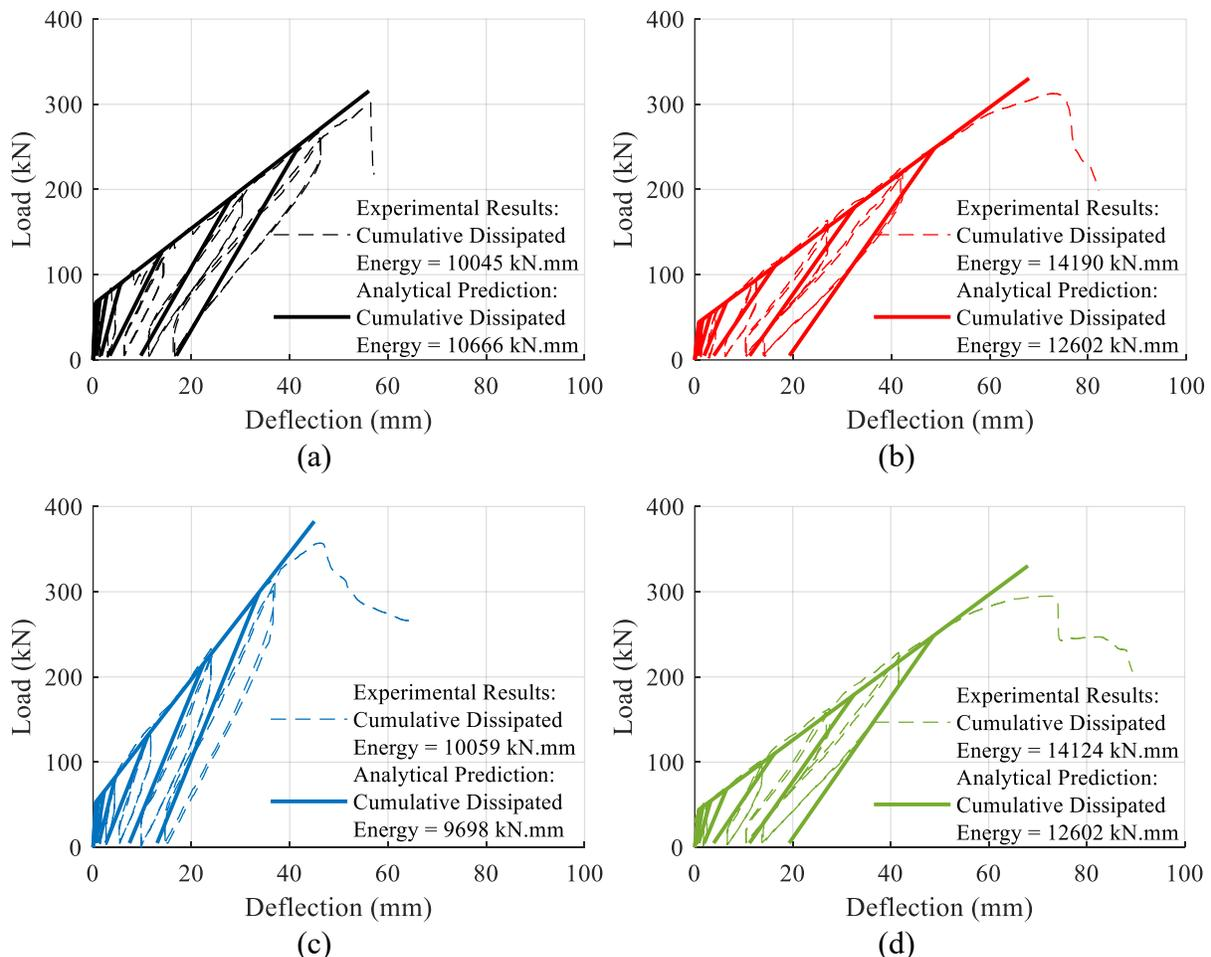 400
300
200
100
0
Load (kN)
Experimental Results:
Cumulative Dissipated
Energy = 10045 kN.mm
Analytical Prediction:
Cumulative Dissipated
Energy = 10666 kN.mm
0 20 40 60 80 100
Deflection (mm)
(a)
400
300
200
100
0
Load (kN)
Experimental Results:
Cumulative Dissipated
Energy = 14190 kN.mm
Analytical Prediction:
Cumulative Dissipated
Energy = 12602 kN.mm
0 20 40 60 80 100
Deflection (mm)
(b)
400
300
200
100
0
Load (kN)
Experimental Results:
Cumulative Dissipated
Energy = 10059 kN.mm
Analytical Prediction:
Cumulative Dissipated
Energy = 9698 kN.mm
0 20 40 60 80 100
Deflection (mm)
(c)
400
300
200
100
0
Load (kN)
Experimental Results:
Cumulative Dissipated
Energy = 14124 kN.mm
Analytical Prediction:
Cumulative Dissipated
Energy = 12602 kN.mm
0 20 40 60 80 100
Deflection (mm)
(d)